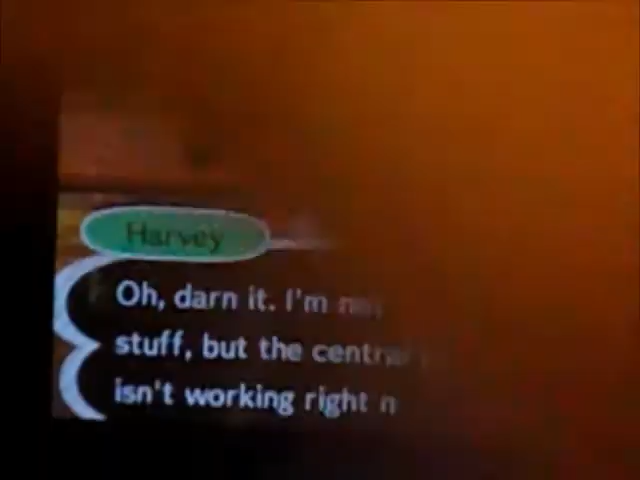 Harvey
Oh, darn it. I'm
stuff, but the
isn't working right